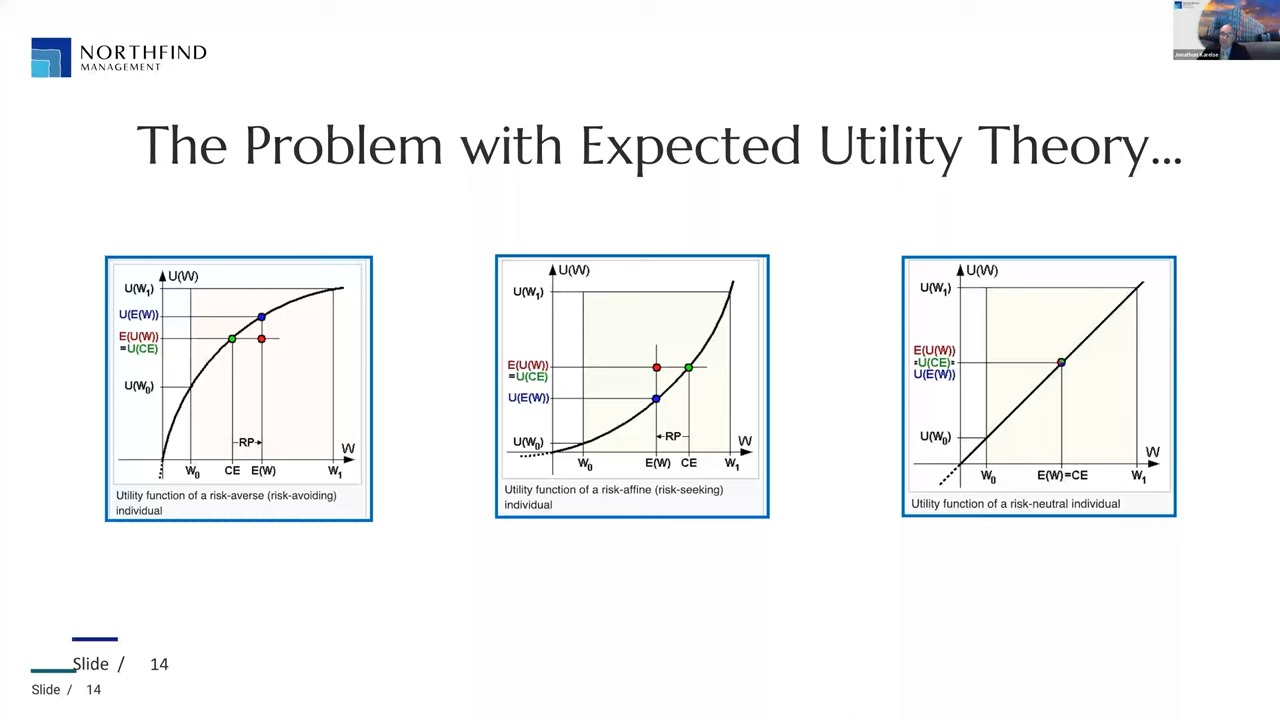 NORTHFIND
MANAGEMENT
Jonathon Karelse
The Problem with Expected Utility Theory...
U(W)
U(W₁)
U(E(W))
E(U(W))
=U(CE)
U(W₀)
RP
W
W₀ CE E(W) W₁
Utility function of a risk-averse (risk-avoiding)
individual
U(W)
U(W₁)
E(U(W))
=U(CE)
U(E(W))
U(W₀)
RP
W
W₀ E(W) CE W₁
Utility function of a risk-affine (risk-seeking)
individual
U(W)
U(W₁)
E(U(W))
=U(CE)=
U(E(W))
U(W₀)
W
W₀ E(W)=CE W₁
Utility function of a risk-neutral individual
Slide / 14
Slide / 14